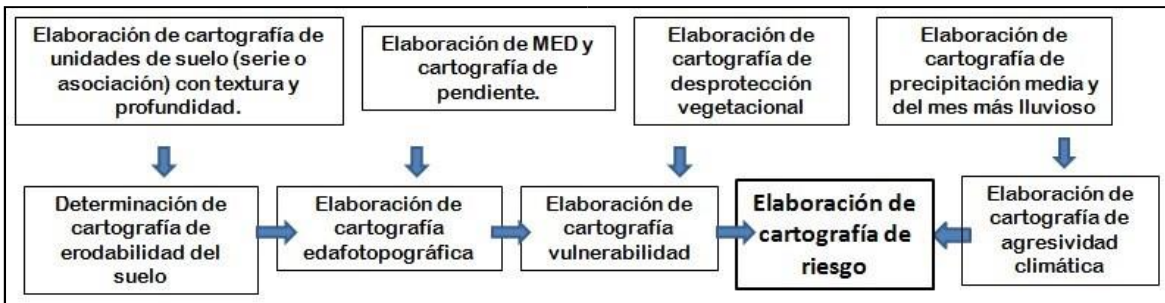 Elaboración de cartografía de
unidades de suelo (serie o
asociación) con textura y
profundidad.
Elaboración de MED y
cartografía de
pendiente.
Elaboración de
cartografía de
desprotección
vegetacional
Elaboración de
cartografía de
precipitación media y
del mes más lluvioso
Determinación de
cartografía de
erodabilidad del
suelo
Elaboración de
cartografía
edafotopográfica
Elaboración de
cartografía
vulnerabilidad
Elaboración de
cartografía de
riesgo
Elaboración de
cartografía de
agresividad
climática